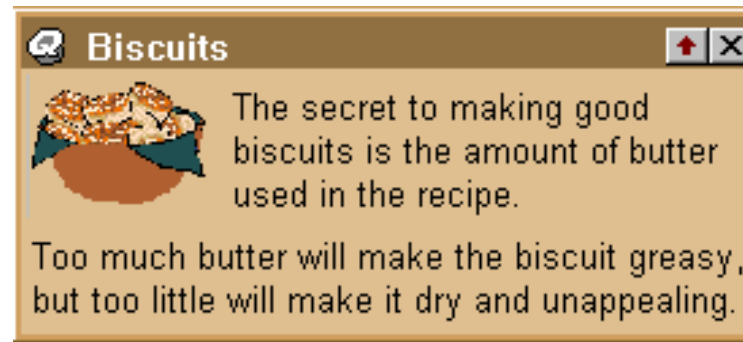 Biscuits
The secret to making good
biscuits is the amount of butter
used in the recipe.
Too much butter will make the biscuit greasy,
but too little will make it dry and unappealing.